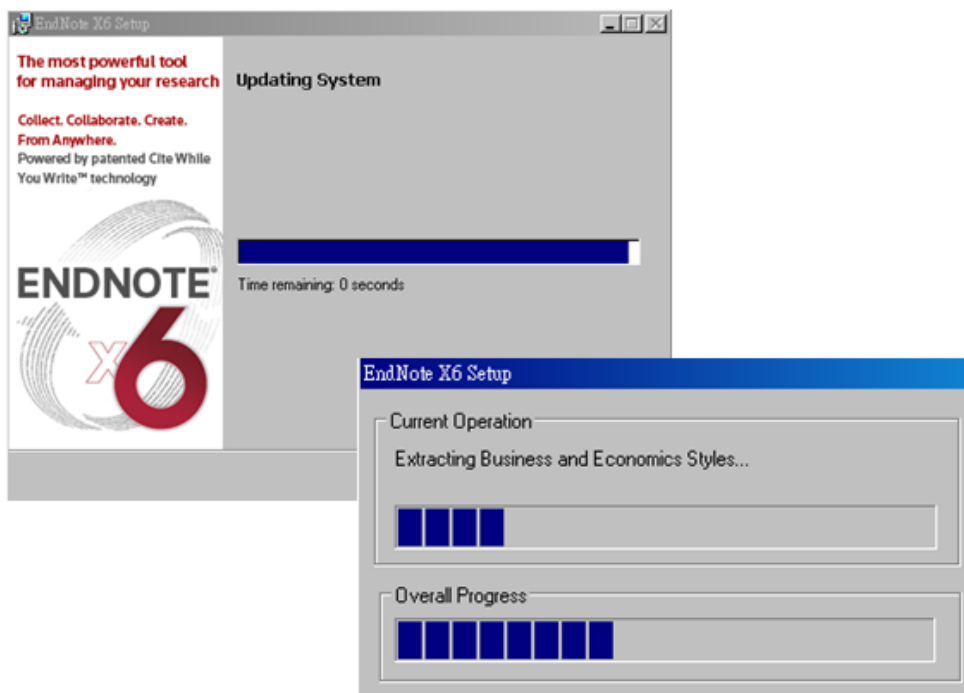 EndNote X6 Setup
The most powerful tool
for managing your research
Collect. Collaborate. Create.
From Anywhere.
Powered by patented Cite While
You Write™ technology
ENDNOTE®
X6
Updating System
Time remaining: 0 seconds
EndNote X6 Setup
Current Operation
Extracting Business and Economics Styles...
Overall Progress